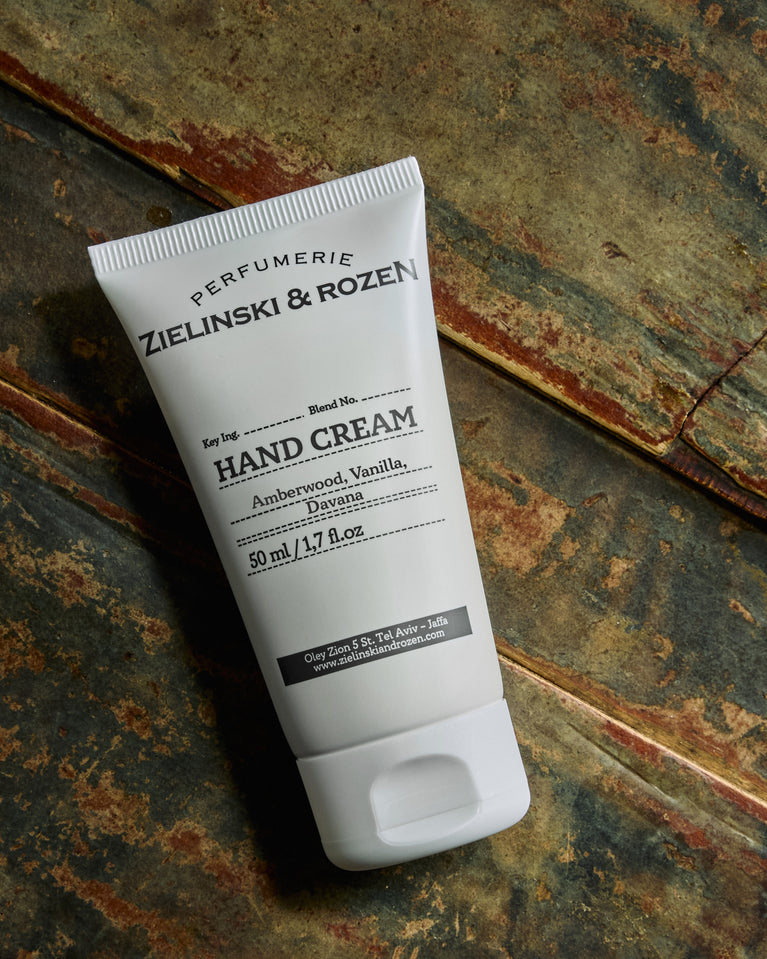 PERFUMERIE
ZIELINSKI & ROZEN
Key Ing. Blend No.
HAND CREAM
Amberwood, Vanilla,
Davana
50 ml / 1,7 fl.oz
Oley Zion 5 St. Tel Aviv – Jaffa
www.zielinskiandrozen.com